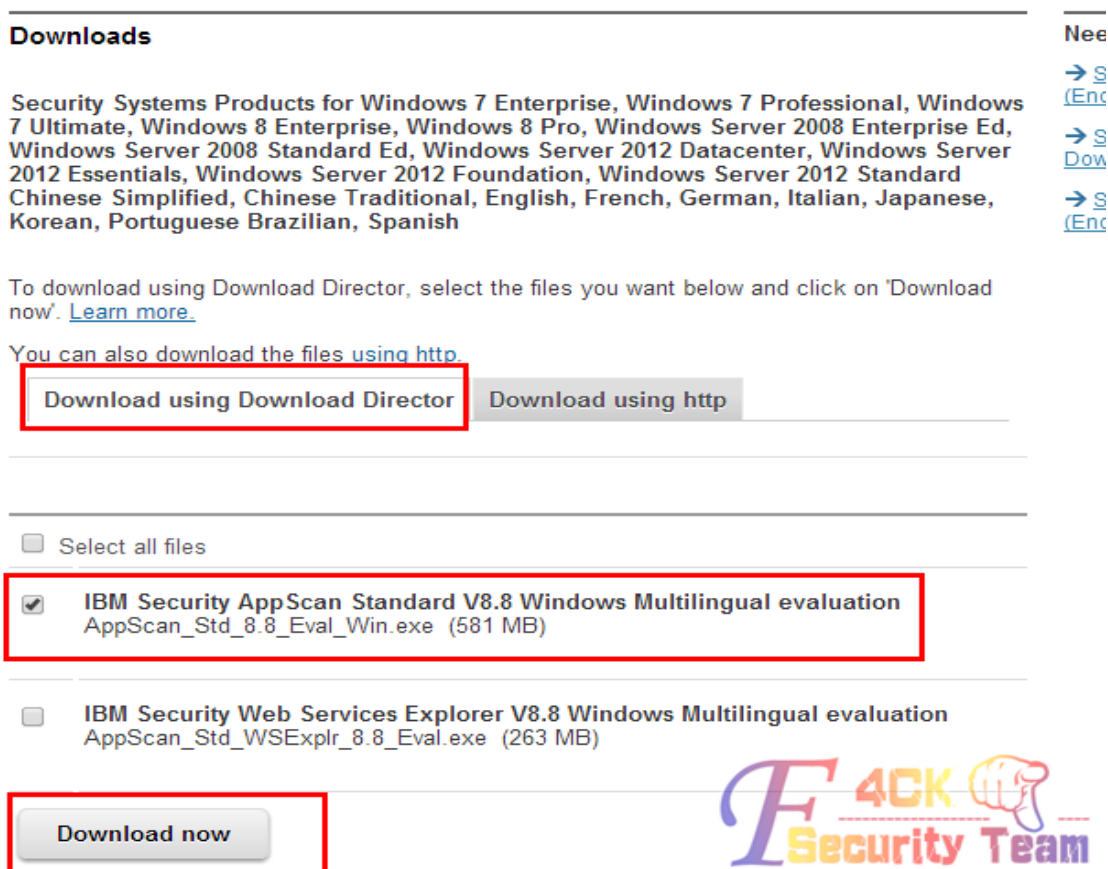 Downloads
Security Systems Products for Windows 7 Enterprise, Windows 7 Professional, Windows
7 Ultimate, Windows 8 Enterprise, Windows 8 Pro, Windows Server 2008 Enterprise Ed,
Windows Server 2008 Standard Ed, Windows Server 2012 Datacenter, Windows Server
2012 Essentials, Windows Server 2012 Foundation, Windows Server 2012 Standard
Chinese Simplified, Chinese Traditional, English, French, German, Italian, Japanese,
Korean, Portuguese Brazilian, Spanish
To download using Download Director, select the files you want below and click on 'Download
now'. Learn more.
You can also download the files using http.
Download using Download Director
Download using http
Select all files
IBM Security AppScan Standard V8.8 Windows Multilingual evaluation
AppScan_Std_8.8_Eval_Win.exe (581 MB)
IBM Security Web Services Explorer V8.8 Windows Multilingual evaluation
AppScan_Std_WSExplr_8.8_Eval.exe (263 MB)
Download now
F4CK
Security Team